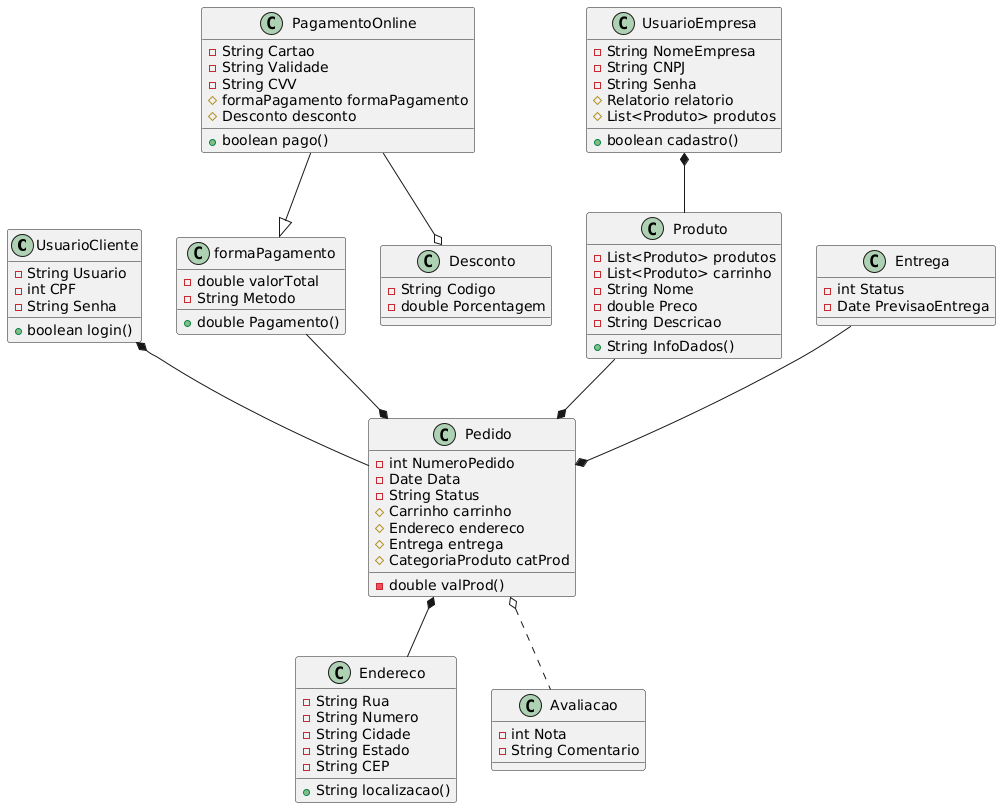 C PagamentoOnline
String Cartao
String Validade
String CVV
formaPagamento formaPagamento
Desconto desconto
boolean pago()
C UsuarioEmpresa
String NomeEmpresa
String CNPJ
String Senha
Relatorio relatorio
List<Produto> produtos
boolean cadastro()
C UsuarioCliente
String Usuario
int CPF
String Senha
boolean login()
C formaPagamento
double valorTotal
String Metodo
double Pagamento()
C Desconto
String Codigo
double Porcentagem
C Produto
List<Produto> produtos
List<Produto> carrinho
String Nome
double Preco
String Descricao
String InfoDados()
C Entrega
int Status
Date PrevisaoEntrega
C Pedido
int NumeroPedido
Date Data
String Status
Carrinho carrinho
Endereco endereco
Entrega entrega
CategoriaProduto catProd
double valProd()
C Endereco
String Rua
String Numero
String Cidade
String Estado
String CEP
String localizacao()
C Avaliacao
int Nota
String Comentario